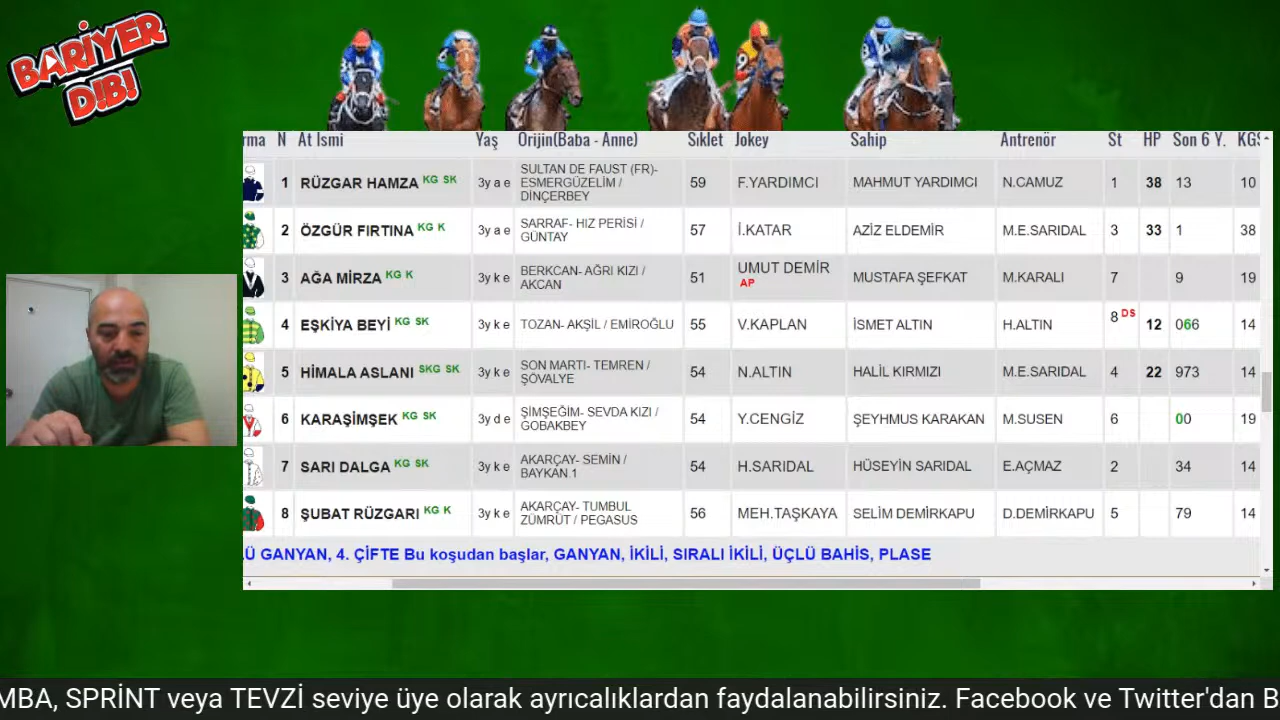 BARİYER
DİBİ
rma N At İsmi Yaş Orijin(Baba - Anne) Sıklet Jokey Sahip Antrenör St HP Son 6 Y. KGS
1 RÜZGAR HAMZA KG SK 3y a e SULTAN DE FAUST (FR)- ESMERGÜZELİM / DİNÇERBEY 59 F.YARDIMCI MAHMUT YARDIMCI N.CAMUZ 1 38 13 10
2 ÖZGÜR FIRTINA KG K 3y a e SARRAF- HIZ PERİSİ / GÜNTAY 57 İ.KATAR AZİZ ELDEMİR M.E.SARIDAL 3 33 1 38
3 AĞA MİRZA KG K 3y k e BERKCAN- AĞRI KIZI / AKCAN 51 UMUT DEMİR AP MUSTAFA ŞEFKAT M.KARALI 7 9 19
4 EŞKİYA BEYİ KG SK 3y k e TOZAN- AKŞİL / EMİROĞLU 55 V.KAPLAN İSMET ALTIN H.ALTIN 8 DS 12 066 14
5 HİMALA ASLANI SKG SK 3y k e SON MARTI- TEMREN / ŞÖVALYE 54 N.ALTIN HALİL KIRMIZI M.E.SARIDAL 4 22 973 14
6 KARAŞİMŞEK KG SK 3y d e ŞİMŞEĞİM- SEVDA KIZI / GOBAKBEY 54 Y.CENGİZ ŞEYHMUS KARAKAN M.SUSEN 6 00 19
7 SARI DALGA KG SK 3y k e AKARÇAY- SEMİN / BAYKAN.1 54 H.SARIDAL HÜSEYİN SARIDAL E.AÇMAZ 2 34 14
8 ŞUBAT RÜZGARI KG K 3y k e AKARÇAY- TUMBUL ZÜMRÜT / PEGASUS 56 MEH.TAŞKAYA SELİM DEMİRKAPU D.DEMİRKAPU 5 79 14
LÜ GANYAN, 4. ÇİFTE Bu koşudan başlar, GANYAN, İKİLİ, SIRALI İKİLİ, ÜÇLÜ BAHİS, PLASE
MBA, SPRİNT veya TEVZİ seviye üye olarak ayrıcalıklardan faydalanabilirsiniz. Facebook ve Twitter'dan B